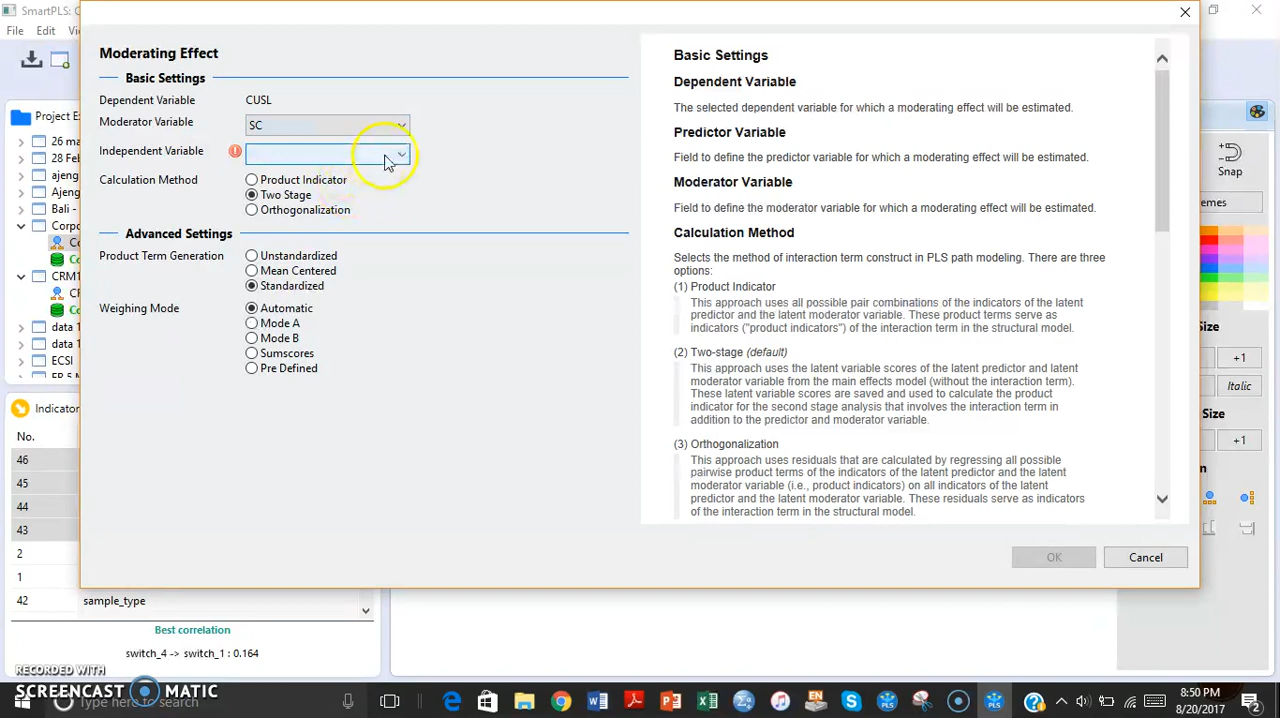 SmartPLS: C
File Edit Vi
Moderating Effect
Basic Settings
Dependent Variable CUSL
Moderator Variable SC
Independent Variable
Calculation Method Product Indicator
Two Stage
Orthogonalization
Advanced Settings
Product Term Generation Unstandardized
Mean Centered
Standardized
Weighing Mode Automatic
Mode A
Mode B
Sumscores
Pre Defined
Basic Settings
Dependent Variable
The selected dependent variable for which a moderating effect will be estimated.
Predictor Variable
Field to define the predictor variable for which a moderating effect will be estimated.
Moderator Variable
Field to define the moderator variable for which a moderating effect will be estimated.
Calculation Method
Selects the method of interaction term construct in PLS path modeling. There are three
options:
(1) Product Indicator
This approach uses all possible pair combinations of the indicators of the latent
predictor and the latent moderator variable. These product terms serve as
indicators ("product indicators") of the interaction term in the structural model.
(2) Two-stage (default)
This approach uses the latent variable scores of the latent predictor and latent
moderator variable from the main effects model (without the interaction term).
These latent variable scores are saved and used to calculate the product
indicator for the second stage analysis that involves the interaction term in
addition to the predictor and moderator variable.
(3) Orthogonalization
This approach uses residuals that are calculated by regressing all possible
pairwise product terms of the indicators of the latent predictor and the latent
moderator variable (i.e., product indicators) on all indicators of the latent
predictor and the latent moderator variable. These residuals serve as indicators
of the interaction term in the structural model.
OK Cancel
Project Ex
26 ma
28 Feb
ajeng
Ajeng
Bali -
Corpo
Co
Co
CRM1
CF
Co
data 1
data 1
ECSI
Indicator
No.
46
45
44
43
2
1
42 sample_type
Best correlation
switch_4 -> switch_1 : 0.164
Snap
emes
Size
+1
Italic
Size
+1
n
RECORDED WITH
SCREENCAST MATIC
Type here to search
8:50 PM
8/20/2017